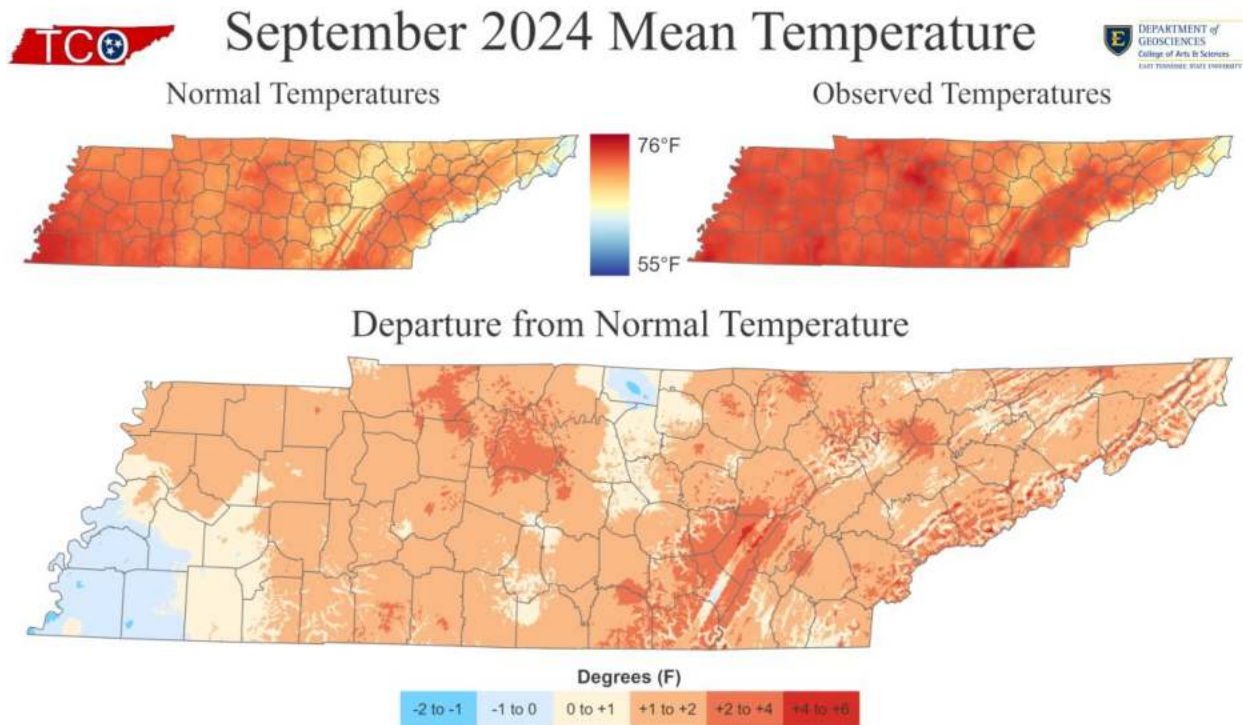 TCO
September 2024 Mean Temperature
E
DEPARTMENT of
GEOSCIENCES
College of Arts & Sciences
EAST TENNESSEE STATE UNIVERSITY
Normal Temperatures
Observed Temperatures
76°F
55°F
Departure from Normal Temperature
Degrees (F)
-2 to -1
-1 to 0
0 to +1
+1 to +2
+2 to +4
+4 to +6